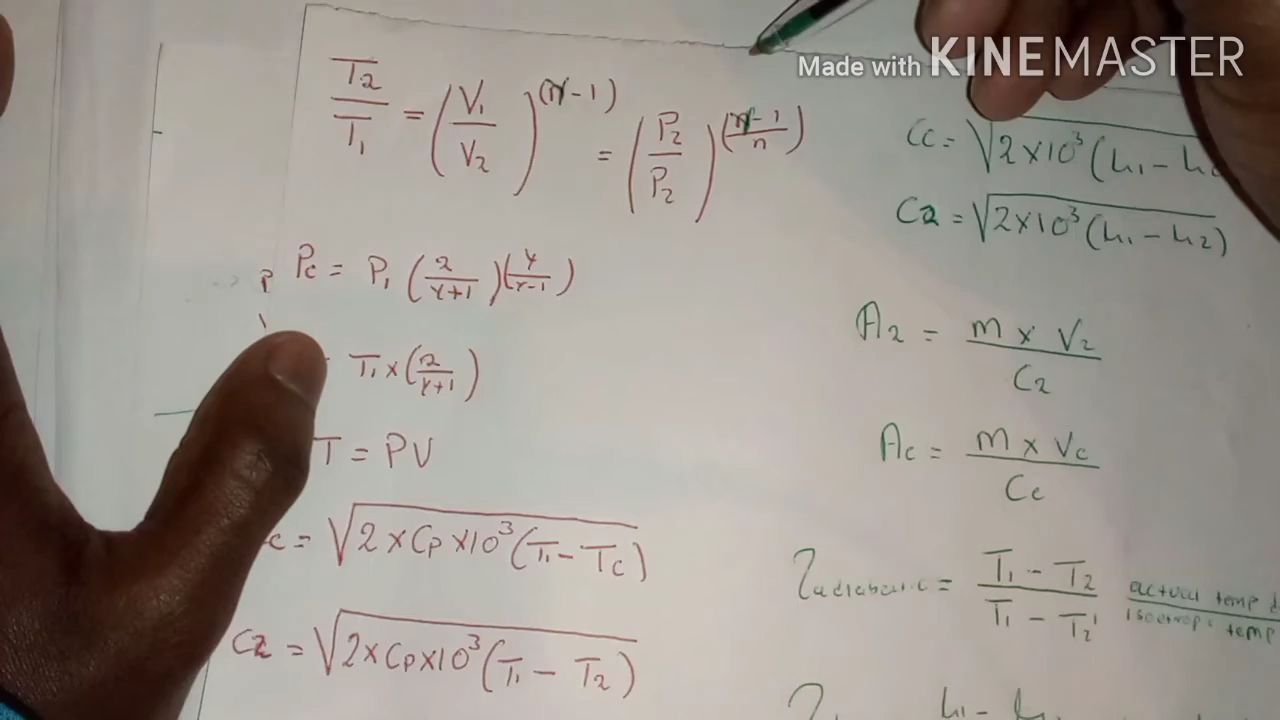 Made with KINEMASTER
T2/T1 = (V1/V2)^(n-1) = (P2/P2)^((n-1)/n)
Pc = P1 (2/(γ+1))^(γ/(γ-1))
T1 × (2/(γ+1))
T = PV
c = √(2×Cp×10³(T1 - Tc))
C2 = √(2×Cp×10³(T1 - T2))
Cc = √(2×10³(h1 - h
C2 = √(2×10³(h1 - h2))
A2 = (m × V2)/C2
Ac = (m × Vc)/Cc
η adiabatic = (T1 - T2)/(T1 - T2') actual temp / isentropic temp
h1 - h